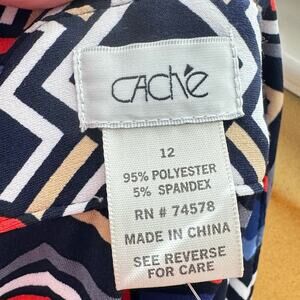 CAché
12
95% POLYESTER
5% SPANDEX
RN # 74578
MADE IN CHINA
SEE REVERSE
FOR CARE